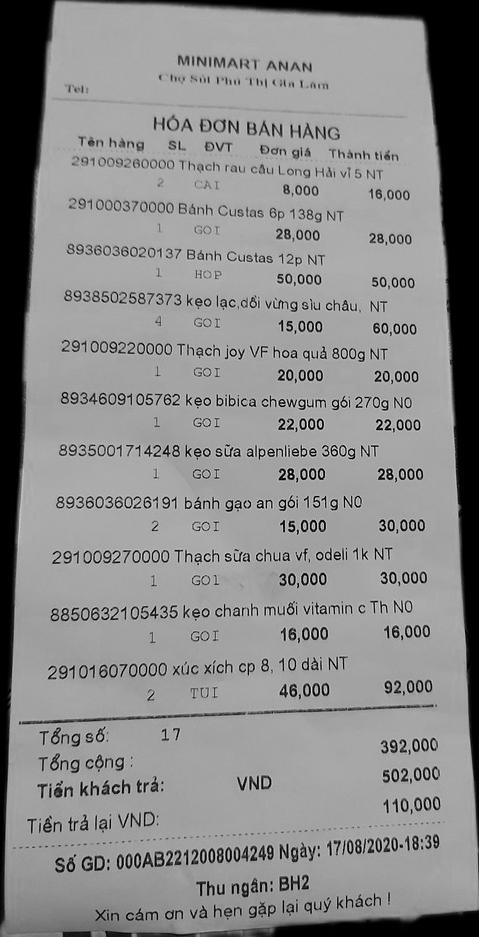 MINIMART ANAN
Chợ Sủi Phú Thị Gia Lâm
Tel:
HÓA ĐƠN BÁN HÀNG
Tên hàng SL ĐVT Đơn giá Thành tiền
291009260000 Thạch rau câu Long Hải vỉ 5 NT
2 CAI 8,000 16,000
291000370000 Bánh Custas 6p 138g NT
1 GOI 28,000 28,000
8936036020137 Bánh Custas 12p NT
1 HOP 50,000 50,000
8938502587373 kẹo lạc,dồi vừng sìu châu, NT
4 GOI 15,000 60,000
291009220000 Thạch joy VF hoa quả 800g NT
1 GOI 20,000 20,000
8934609105762 kẹo bibica chewgum gói 270g N0
1 GOI 22,000 22,000
8935001714248 kẹo sữa alpenliebe 360g NT
1 GOI 28,000 28,000
8936036026191 bánh gạo an gói 151g N0
2 GOI 15,000 30,000
291009270000 Thạch sữa chua vf, odeli 1k NT
1 GOI 30,000 30,000
8850632105435 kẹo chanh muối vitamin c Th N0
1 GOI 16,000 16,000
291016070000 xúc xích cp 8, 10 dài NT
2 TUI 46,000 92,000
Tổng số: 17
Tổng cộng : 392,000
Tiền khách trả: VND 502,000
Tiền trả lại VND: 110,000
Số GD: 000AB2212008004249 Ngày: 17/08/2020-18:39
Thu ngân: BH2
Xin cám ơn và hẹn gặp lại quý khách !